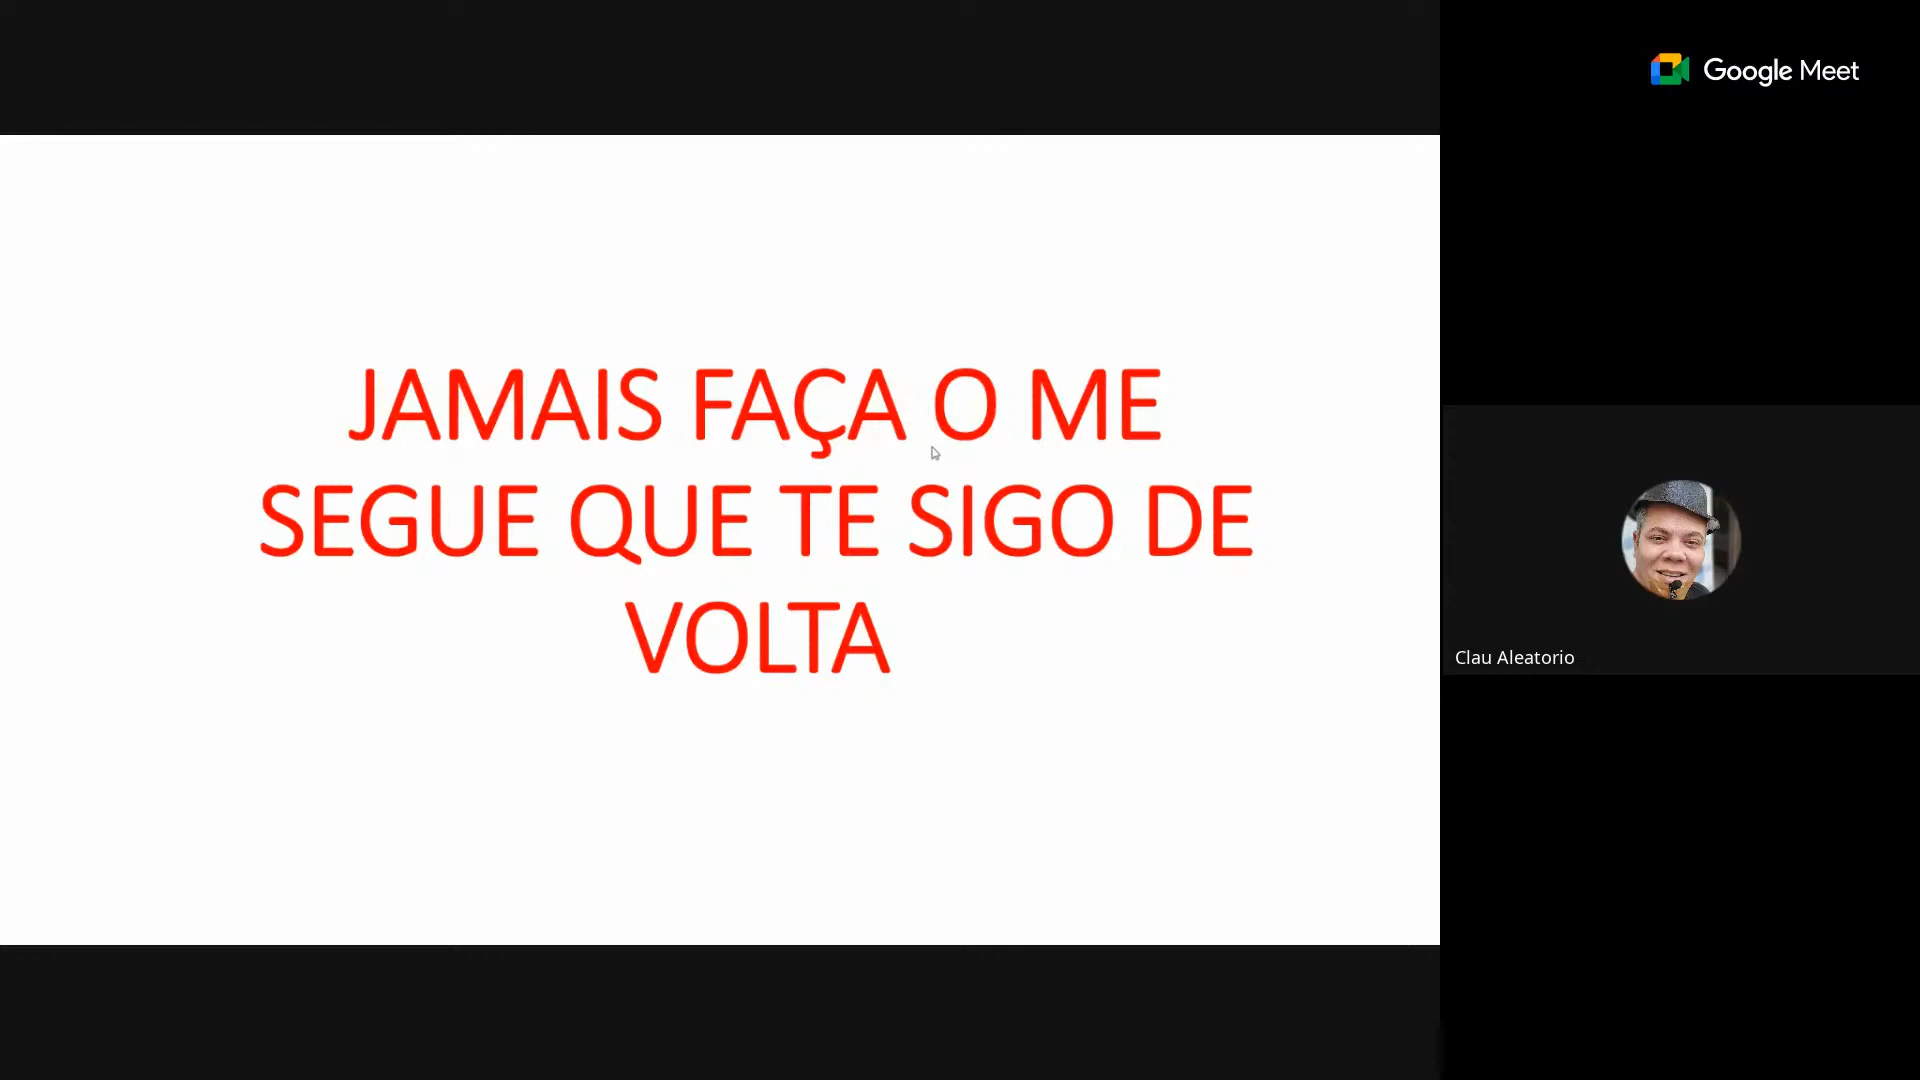 Google Meet
JAMAIS FAÇA O ME
SEGUE QUE TE SIGO DE
VOLTA
Clau Aleatorio